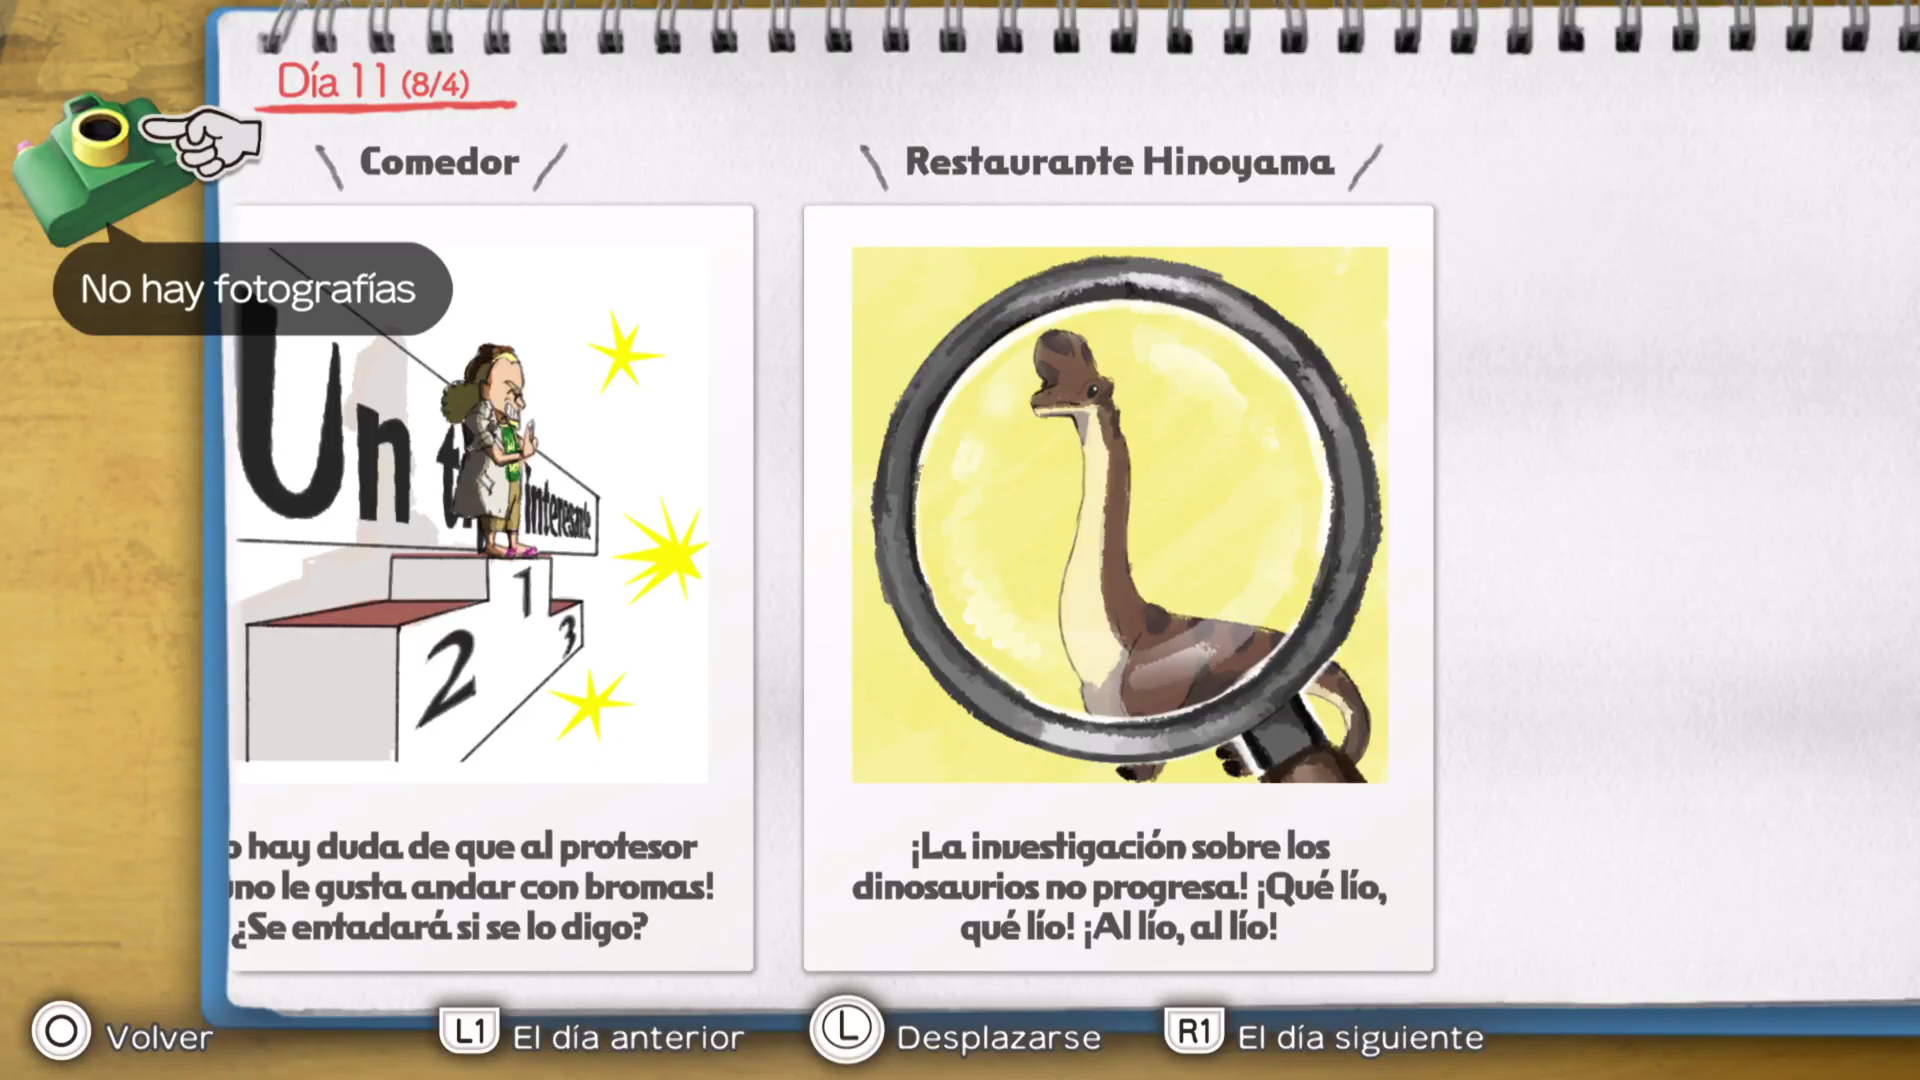 Día 11 (8/4)
Comedor
Restaurante Hinoyama
No hay fotografías
Un
interesante
1
2
3
hay duda de que al profesor
no le gusta andar con bromas!
¿Se enfadará si se lo digo?
¡La investigación sobre los
dinosaurios no progresa! ¡Qué lío,
qué lío! ¡Al lío, al lío!
Volver
L1 El día anterior
L Desplazarse
R1 El día siguiente